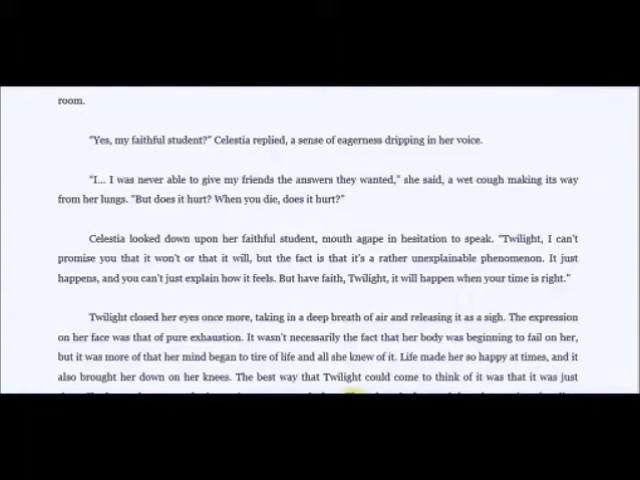 room.
“Yes, my faithful student?” Celestia replied, a sense of eagerness dripping in her voice.
“I... I was never able to give my friends the answers they wanted,” she said, a wet cough making its way
from her lungs. “But does it hurt? When you die, does it hurt?”
Celestia looked down upon her faithful student, mouth agape in hesitation to speak. “Twilight, I can’t
promise you that it won’t or that it will, but the fact is that it’s a rather unexplainable phenomenon. It just
happens, and you can’t just explain how it feels. But have faith, Twilight, it will happen when your time is right.”
Twilight closed her eyes once more, taking in a deep breath of air and releasing it as a sigh. The expression
on her face was that of pure exhaustion. It wasn’t necessarily the fact that her body was beginning to fail on her,
but it was more of that her mind began to tire of life and all she knew of it. Life made her so happy at times, and it
also brought her down on her knees. The best way that Twilight could come to think of it was that it was just